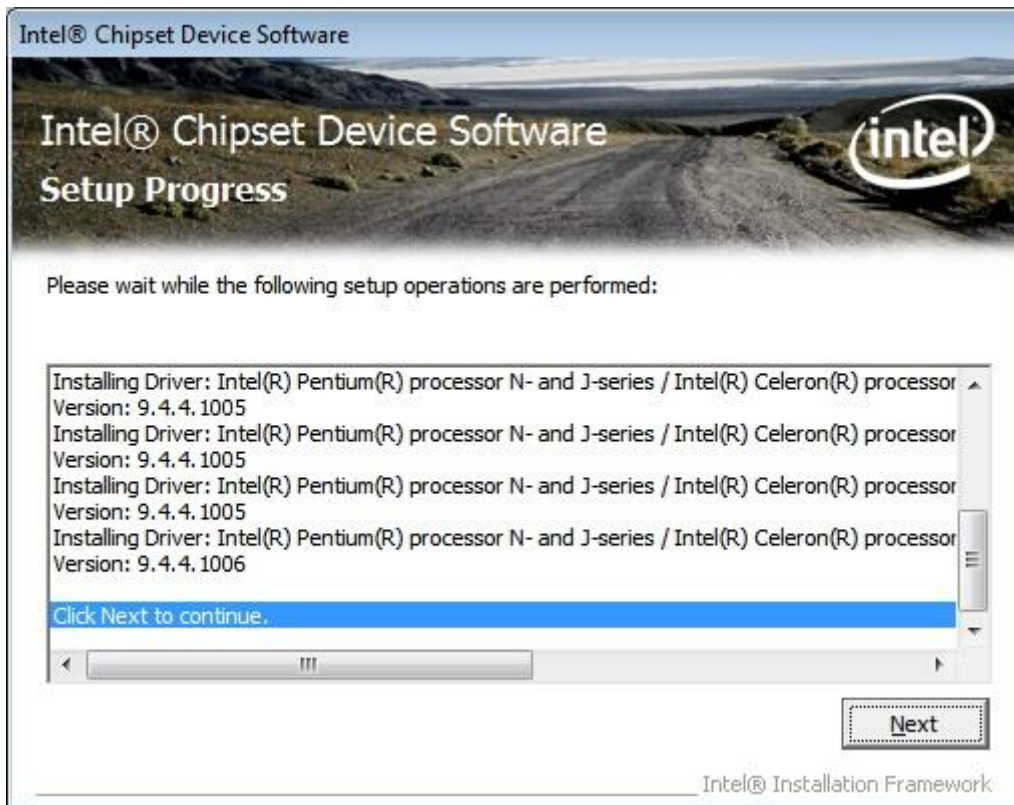 Intel® Chipset Device Software
Intel® Chipset Device Software
intel
Setup Progress
Please wait while the following setup operations are performed:
Installing Driver: Intel(R) Pentium(R) processor N- and J-series / Intel(R) Celeron(R) processor
Version: 9.4.4.1005
Installing Driver: Intel(R) Pentium(R) processor N- and J-series / Intel(R) Celeron(R) processor
Version: 9.4.4.1005
Installing Driver: Intel(R) Pentium(R) processor N- and J-series / Intel(R) Celeron(R) processor
Version: 9.4.4.1005
Installing Driver: Intel(R) Pentium(R) processor N- and J-series / Intel(R) Celeron(R) processor
Version: 9.4.4.1006
Click Next to continue.
Next
Intel® Installation Framework